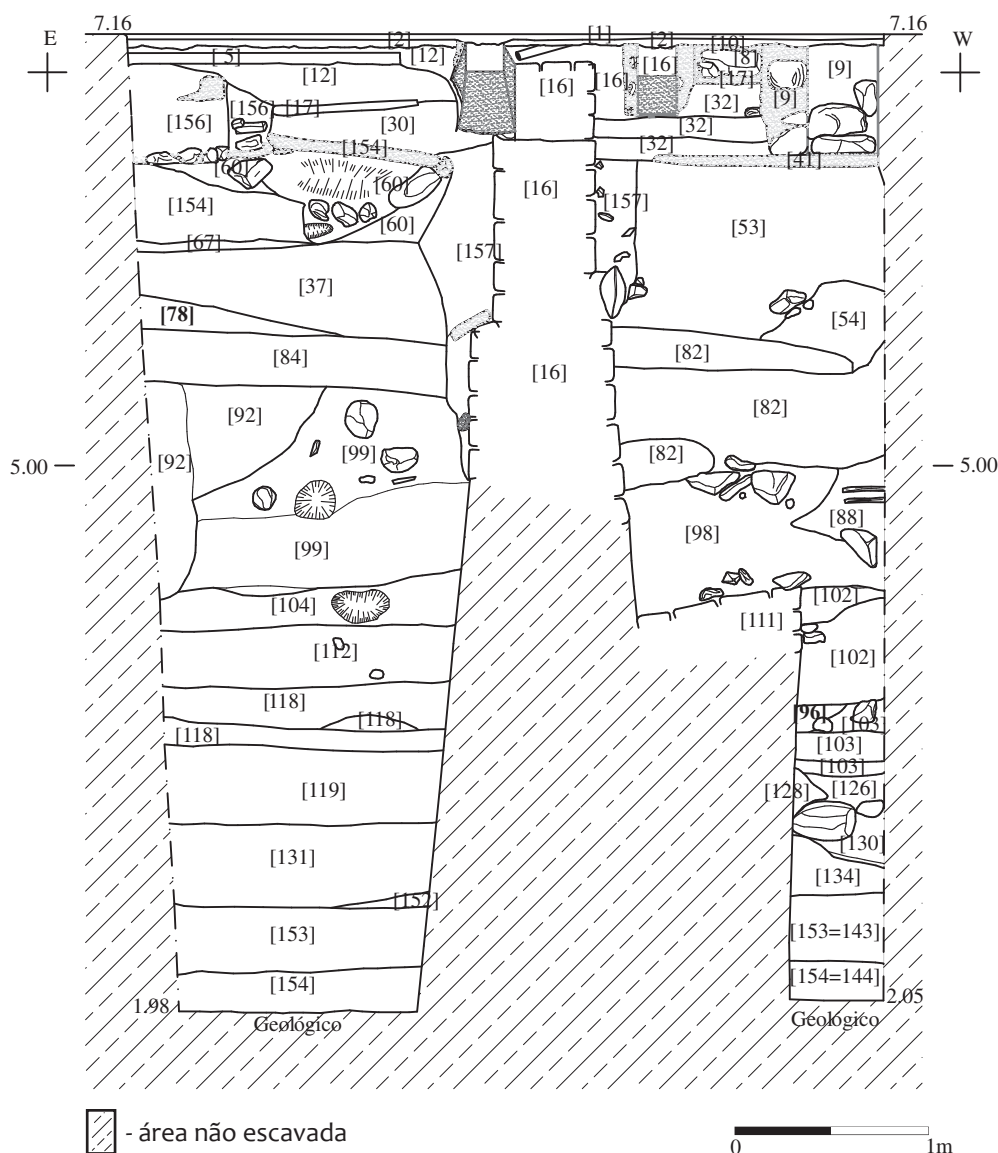 7.16 7.16
E W
[1]
[2] [2] [10]
[5] [12] [8]
[12] [16] [16] [16] [17] [9]
[156] [156] [17] [32] [9]
[30] [32]
[154] [32]
[60] [41]
[60] [16] [157] [53]
[154] [60]
[67] [157]
[37]
[78] [54]
[84] [82]
[16]
[92] [82]
[99] [82]
5.00 [92] 5.00
[88]
[99] [98]
[104] [102]
[111]
[112] [102]
[118] [118] [96]
[118] [103]
[103]
[103]
[119] [128] [126]
[130]
[131] [134]
[152]
[153] [153=143]
[154] [154=144]
1.98 2.05
Geológico Geológico
- área não escavada
0 1m